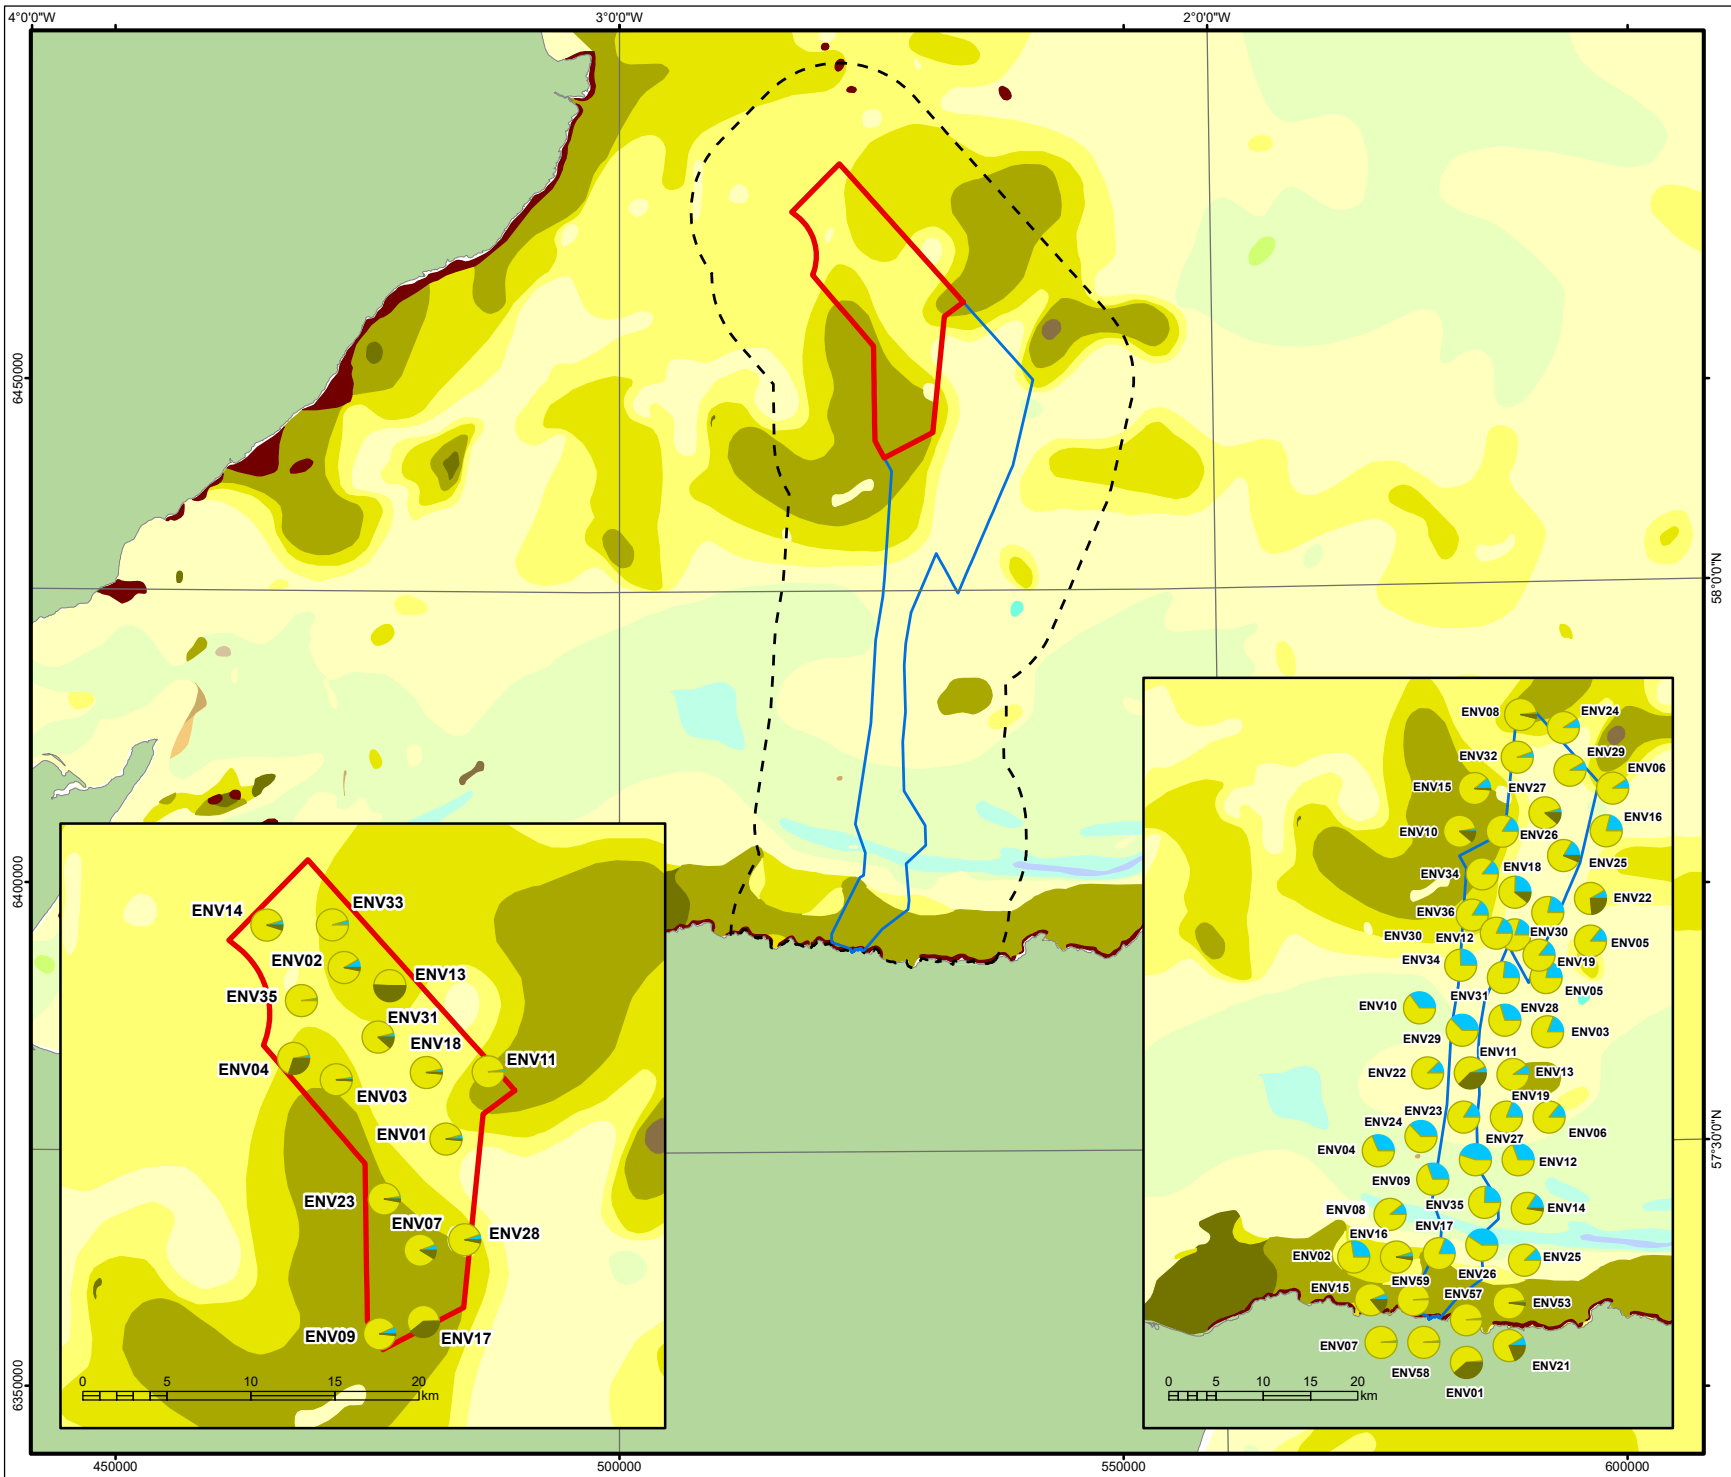 4°0'0"W 3°0'0"W 2°0'0"W
6450000
58°0'0"N
6400000
57°30'0"N
6350000
450000 500000 550000 600000
ENV14
ENV33
ENV02
ENV13
ENV35
ENV31
ENV18
ENV04
ENV11
ENV03
ENV01
ENV23
ENV07
ENV28
ENV09
ENV17
0 5 10 15 20
km
ENV08
ENV24
ENV32
ENV29
ENV06
ENV15
ENV27
ENV16
ENV10
ENV26
ENV25
ENV34
ENV18
ENV22
ENV36
ENV30
ENV12
ENV30
ENV05
ENV34
ENV19
ENV31
ENV05
ENV10
ENV28
ENV03
ENV29
ENV11
ENV22
ENV13
ENV19
ENV23
ENV24
ENV06
ENV04
ENV27
ENV12
ENV09
ENV35
ENV14
ENV08
ENV17
ENV16
ENV02
ENV25
ENV26
ENV59
ENV15
ENV57
ENV53
ENV07
ENV58
ENV21
ENV01
0 5 10 15 20
km